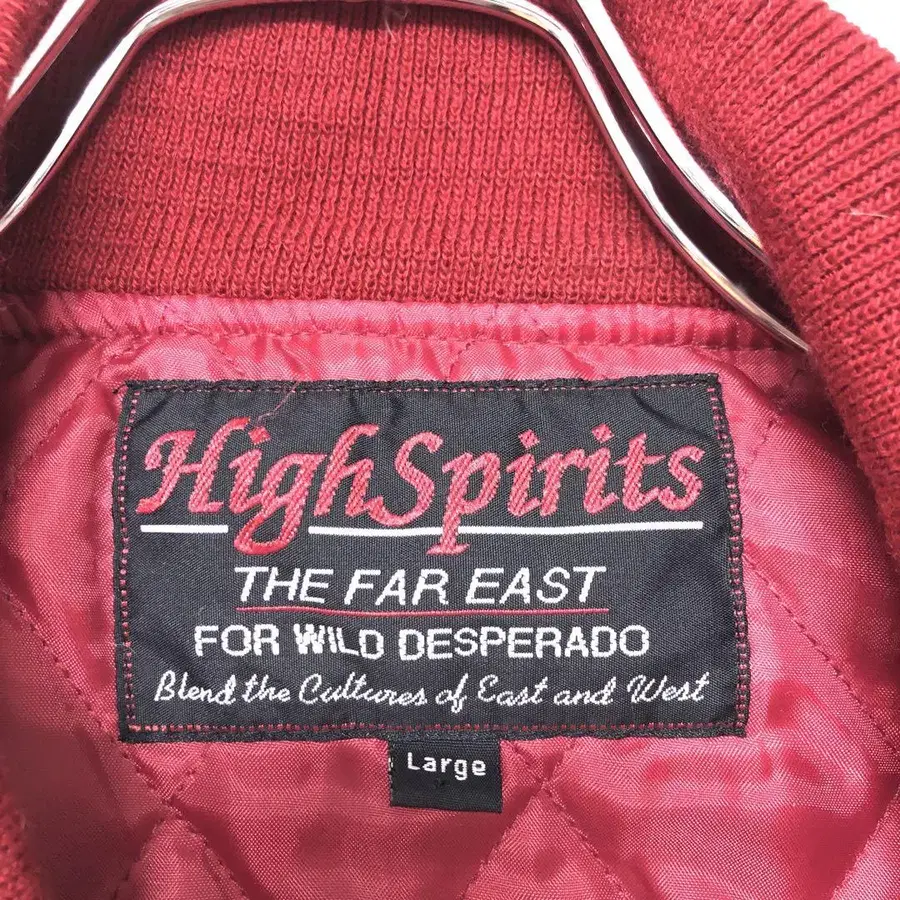 HighSpirits
THE FAR EAST
FOR WILD DESPERADO
Blend the Cultures of East and West
Large